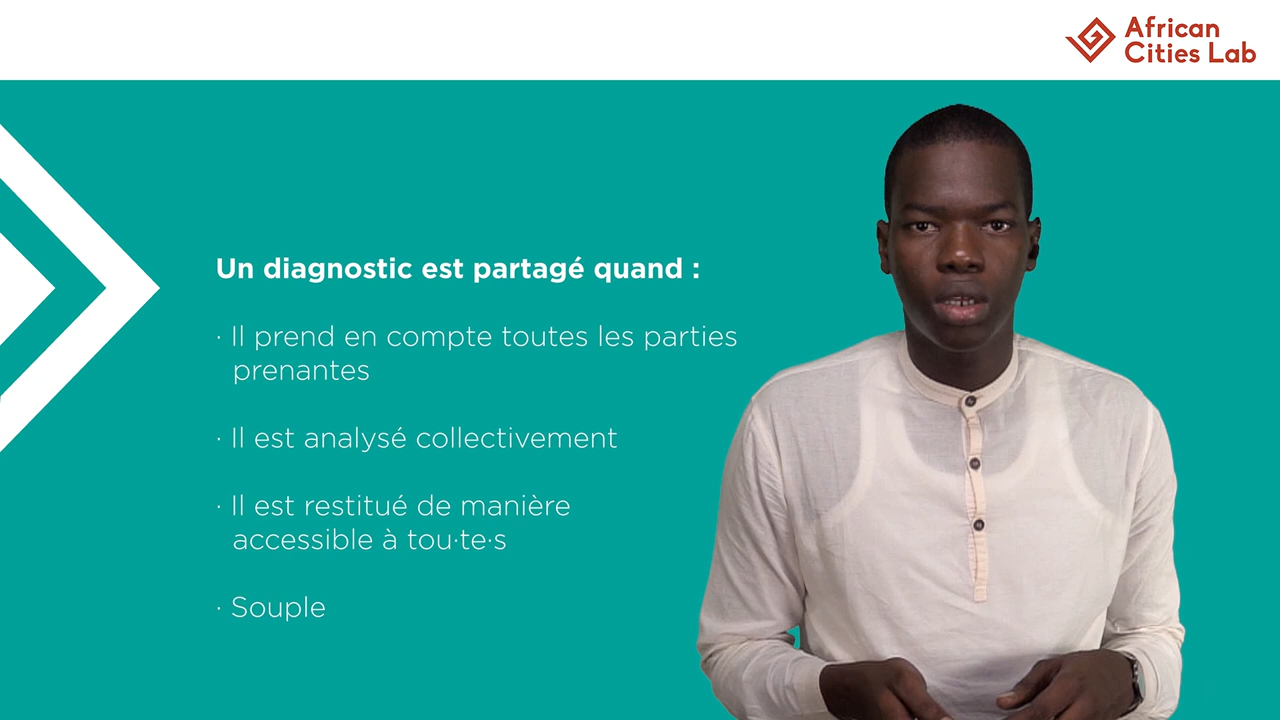 African
Cities Lab
Un diagnostic est partagé quand :
· Il prend en compte toutes les parties
prenantes
· Il est analysé collectivement
· Il est restitué de manière
accessible à tou·te·s
· Souple